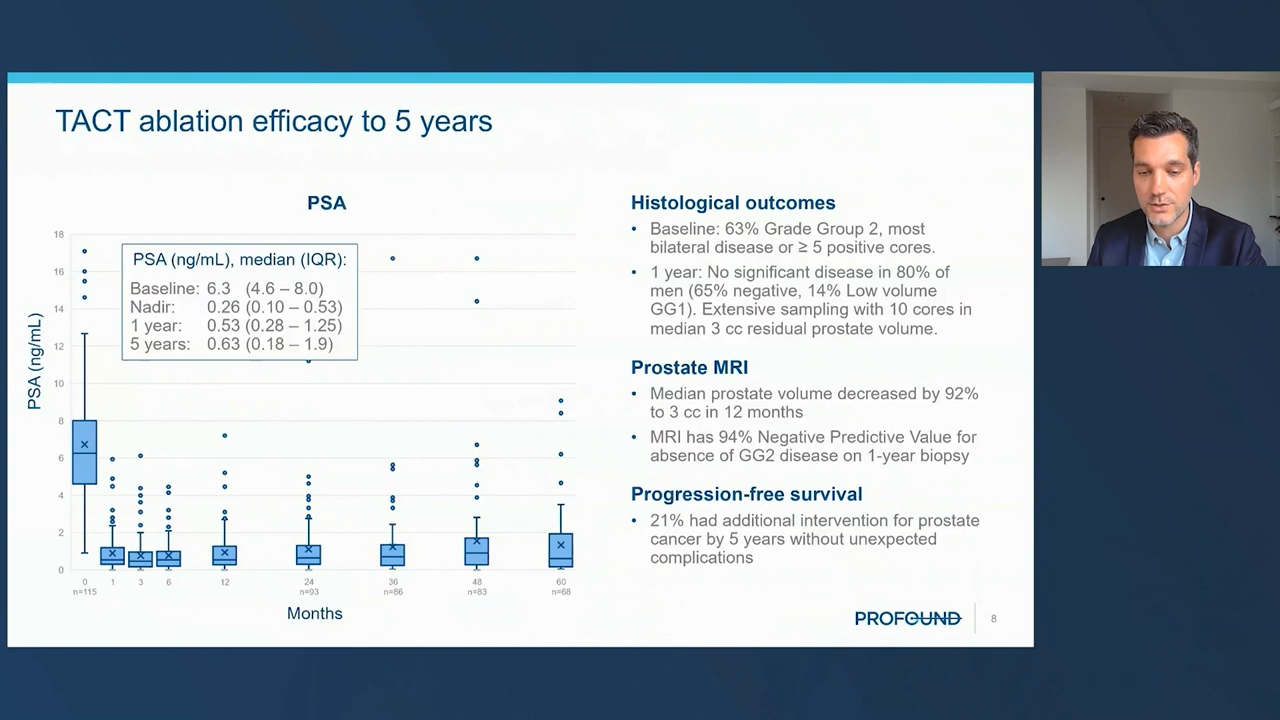 TACT ablation efficacy to 5 years
PSA
18
16
14
12
10
8
6
4
2
0
PSA (ng/mL)
PSA (ng/mL), median (IQR):
Baseline: 6.3 (4.6 – 8.0)
Nadir: 0.26 (0.10 – 0.53)
1 year: 0.53 (0.28 – 1.25)
5 years: 0.63 (0.18 – 1.9)
0 1 3 6 12 24 36 48 60
n=115 n=93 n=86 n=83 n=68
Months
Histological outcomes
• Baseline: 63% Grade Group 2, most
bilateral disease or ≥ 5 positive cores.
• 1 year: No significant disease in 80% of
men (65% negative, 14% Low volume
GG1). Extensive sampling with 10 cores in
median 3 cc residual prostate volume.
Prostate MRI
• Median prostate volume decreased by 92%
to 3 cc in 12 months
• MRI has 94% Negative Predictive Value for
absence of GG2 disease on 1-year biopsy
Progression-free survival
• 21% had additional intervention for prostate
cancer by 5 years without unexpected
complications
PROFOUND
8